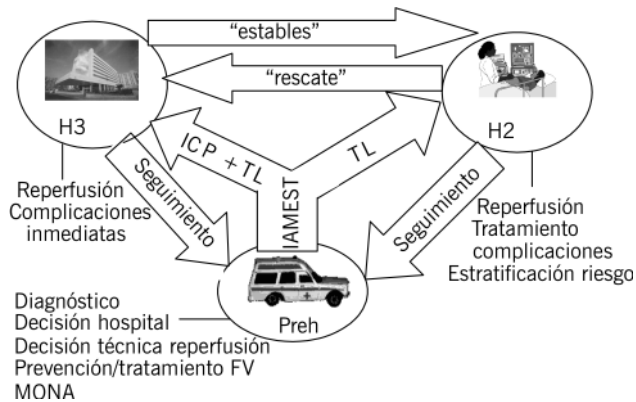 “estables”
“rescate”
H3
H2
ICP + TL
TL
IAMEST
Seguimiento
Seguimiento
Reperfusión
Complicaciones
inmediatas
Reperfusión
Tratamiento
complicaciones
Estratificación riesgo
Preh
Diagnóstico
Decisión hospital
Decisión técnica reperfusión
Prevención/tratamiento FV
MONA